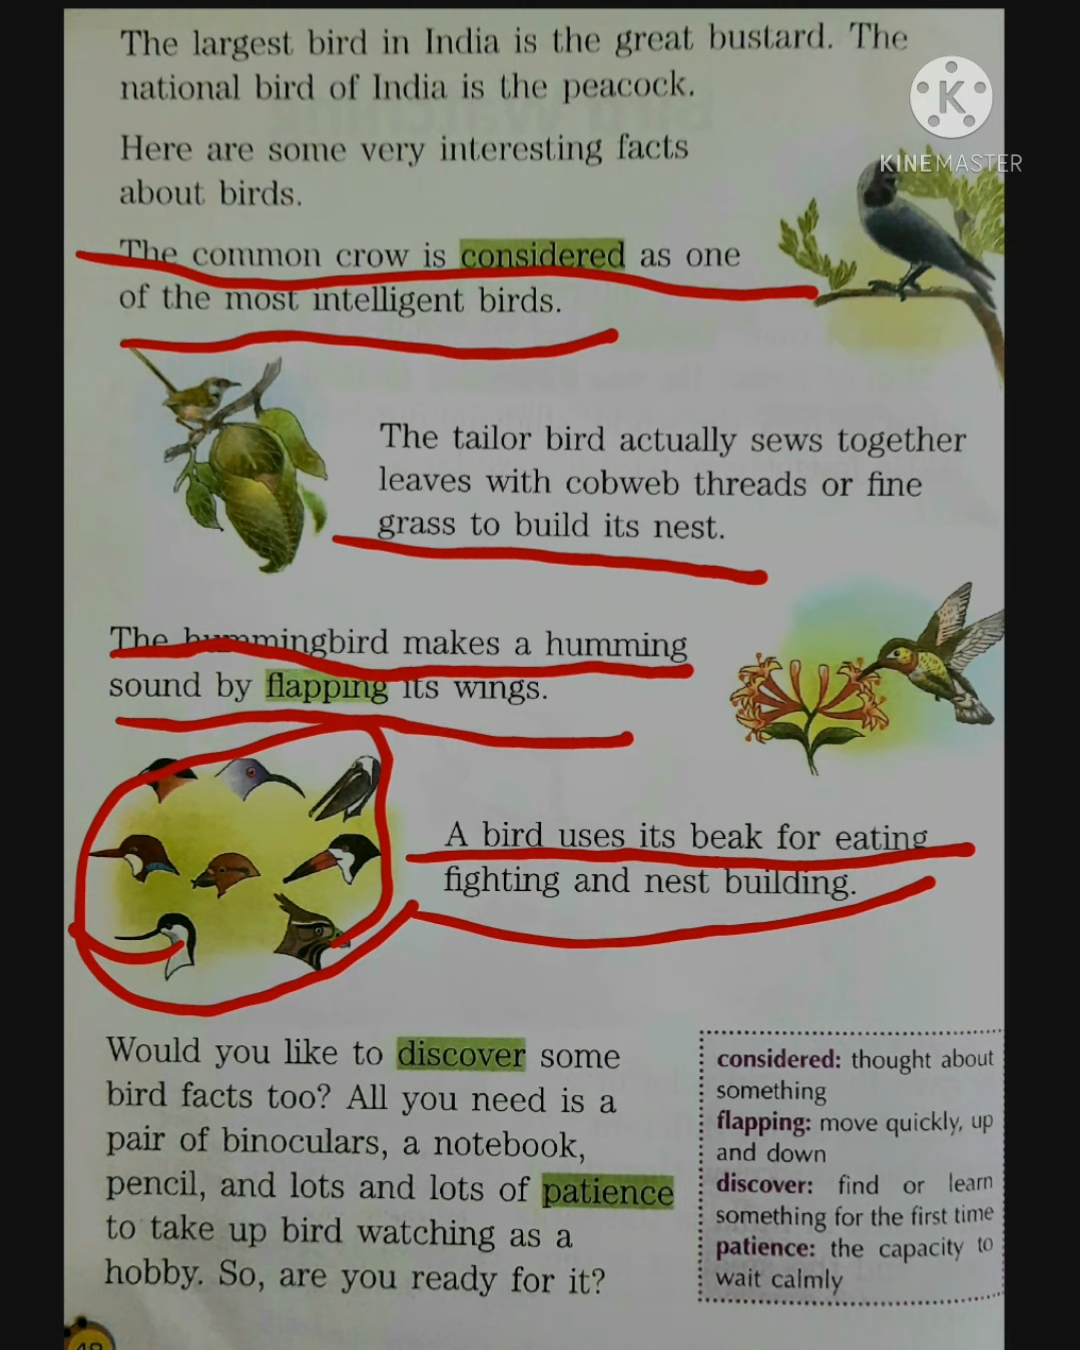 The largest bird in India is the great bustard. The
national bird of India is the peacock.
Here are some very interesting facts
about birds.
K
KINEMASTER
The common crow is considered as one
of the most intelligent birds.
The tailor bird actually sews together
leaves with cobweb threads or fine
grass to build its nest.
The hummingbird makes a humming
sound by flapping its wings.
A bird uses its beak for eating
fighting and nest building.
Would you like to discover some
bird facts too? All you need is a
pair of binoculars, a notebook,
pencil, and lots and lots of patience
to take up bird watching as a
hobby. So, are you ready for it?
considered: thought about
something
flapping: move quickly, up
and down
discover: find or learn
something for the first time
patience: the capacity to
wait calmly